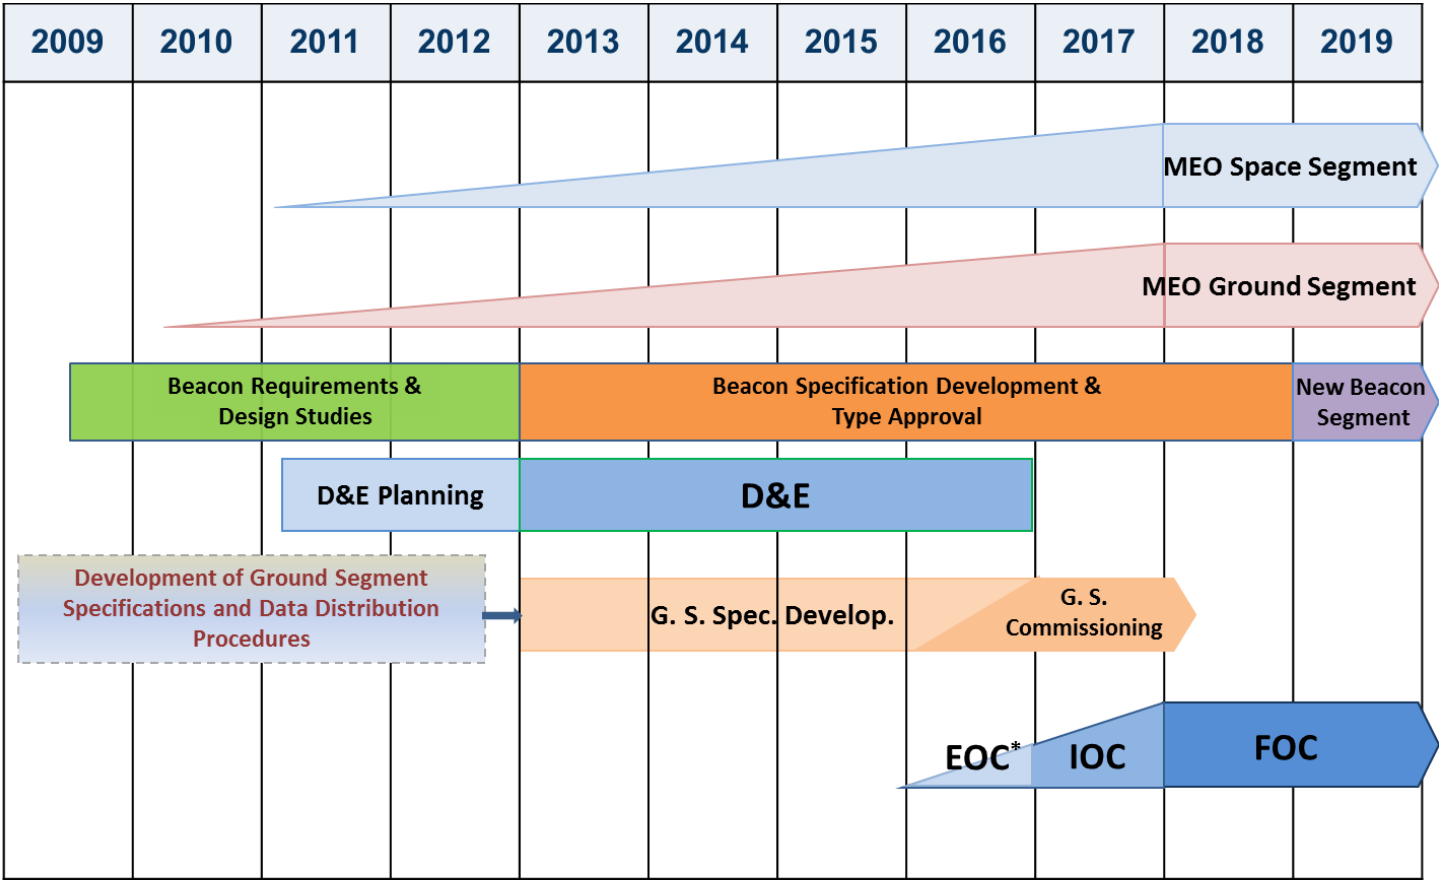 2009 2010 2011 2012 2013 2014 2015 2016 2017 2018 2019
MEO Space Segment
MEO Ground Segment
Beacon Requirements &
Design Studies
Beacon Specification Development &
Type Approval
New Beacon
Segment
D&E Planning
D&E
Development of Ground Segment
Specifications and Data Distribution
Procedures
G. S. Spec. Develop.
G. S.
Commissioning
EOC*
IOC
FOC